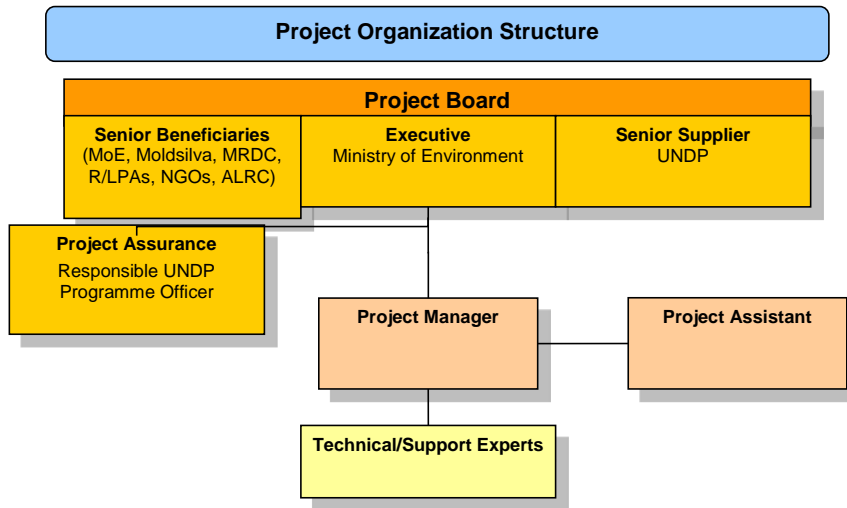 Project Organization Structure
Project Board
Senior Beneficiaries
(MoE, Moldsilva, MRDC,
R/LPAs, NGOs, ALRC)
Executive
Ministry of Environment
Senior Supplier
UNDP
Project Assurance
Responsible UNDP
Programme Officer
Project Manager
Project Assistant
Technical/Support Experts